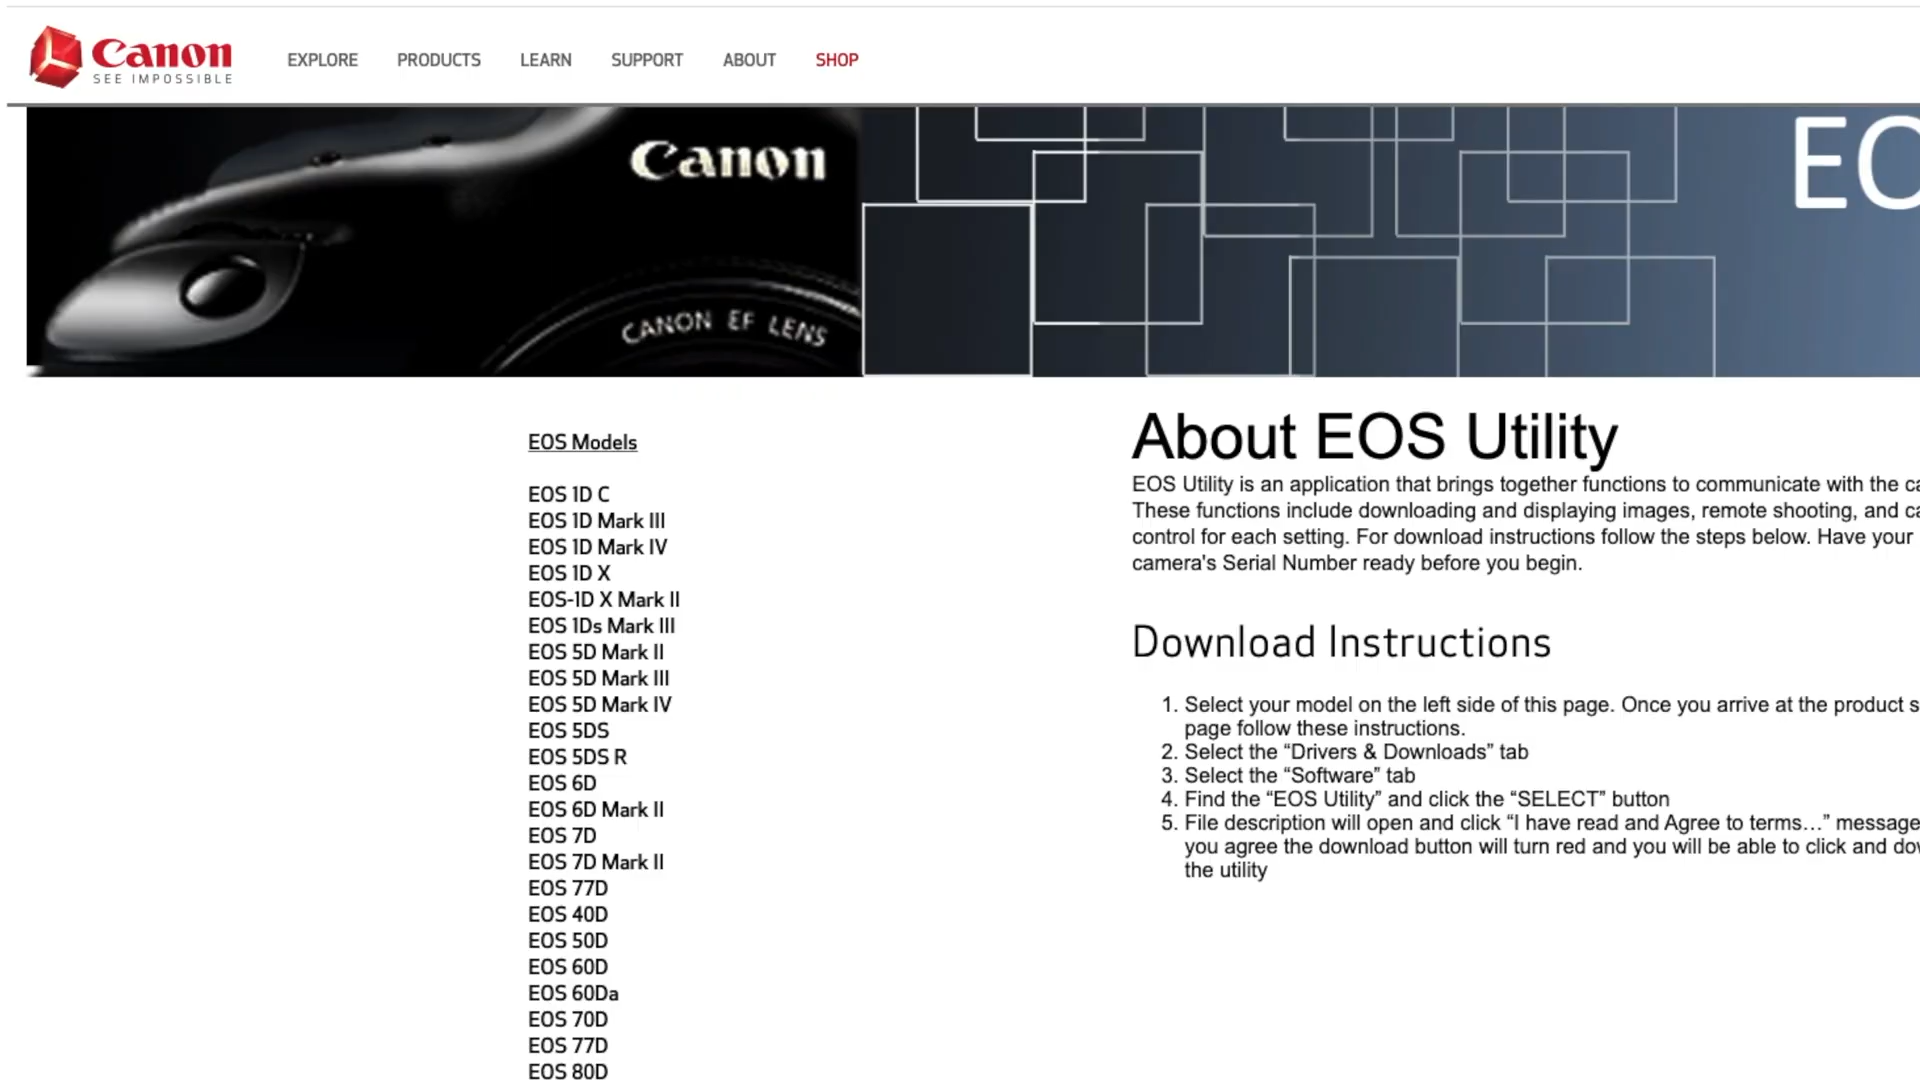 Canon
SEE IMPOSSIBLE
EXPLORE
PRODUCTS
LEARN
SUPPORT
ABOUT
SHOP
Canon
CANON EF LENS
EO
EOS Models
EOS 1D C
EOS 1D Mark III
EOS 1D Mark IV
EOS 1D X
EOS-1D X Mark II
EOS 1Ds Mark III
EOS 5D Mark II
EOS 5D Mark III
EOS 5D Mark IV
EOS 5DS
EOS 5DS R
EOS 6D
EOS 6D Mark II
EOS 7D
EOS 7D Mark II
EOS 77D
EOS 40D
EOS 50D
EOS 60D
EOS 60Da
EOS 70D
EOS 77D
EOS 80D
About EOS Utility
EOS Utility is an application that brings together functions to communicate with the
These functions include downloading and displaying images, remote shooting, and
control for each setting. For download instructions follow the steps below. Have your
camera's Serial Number ready before you begin.
Download Instructions
1. Select your model on the left side of this page. Once you arrive at the product
page follow these instructions.
2. Select the “Drivers & Downloads” tab
3. Select the “Software” tab
4. Find the “EOS Utility” and click the “SELECT” button
5. File description will open and click “I have read and Agree to terms…” message
you agree the download button will turn red and you will be able to click and
the utility